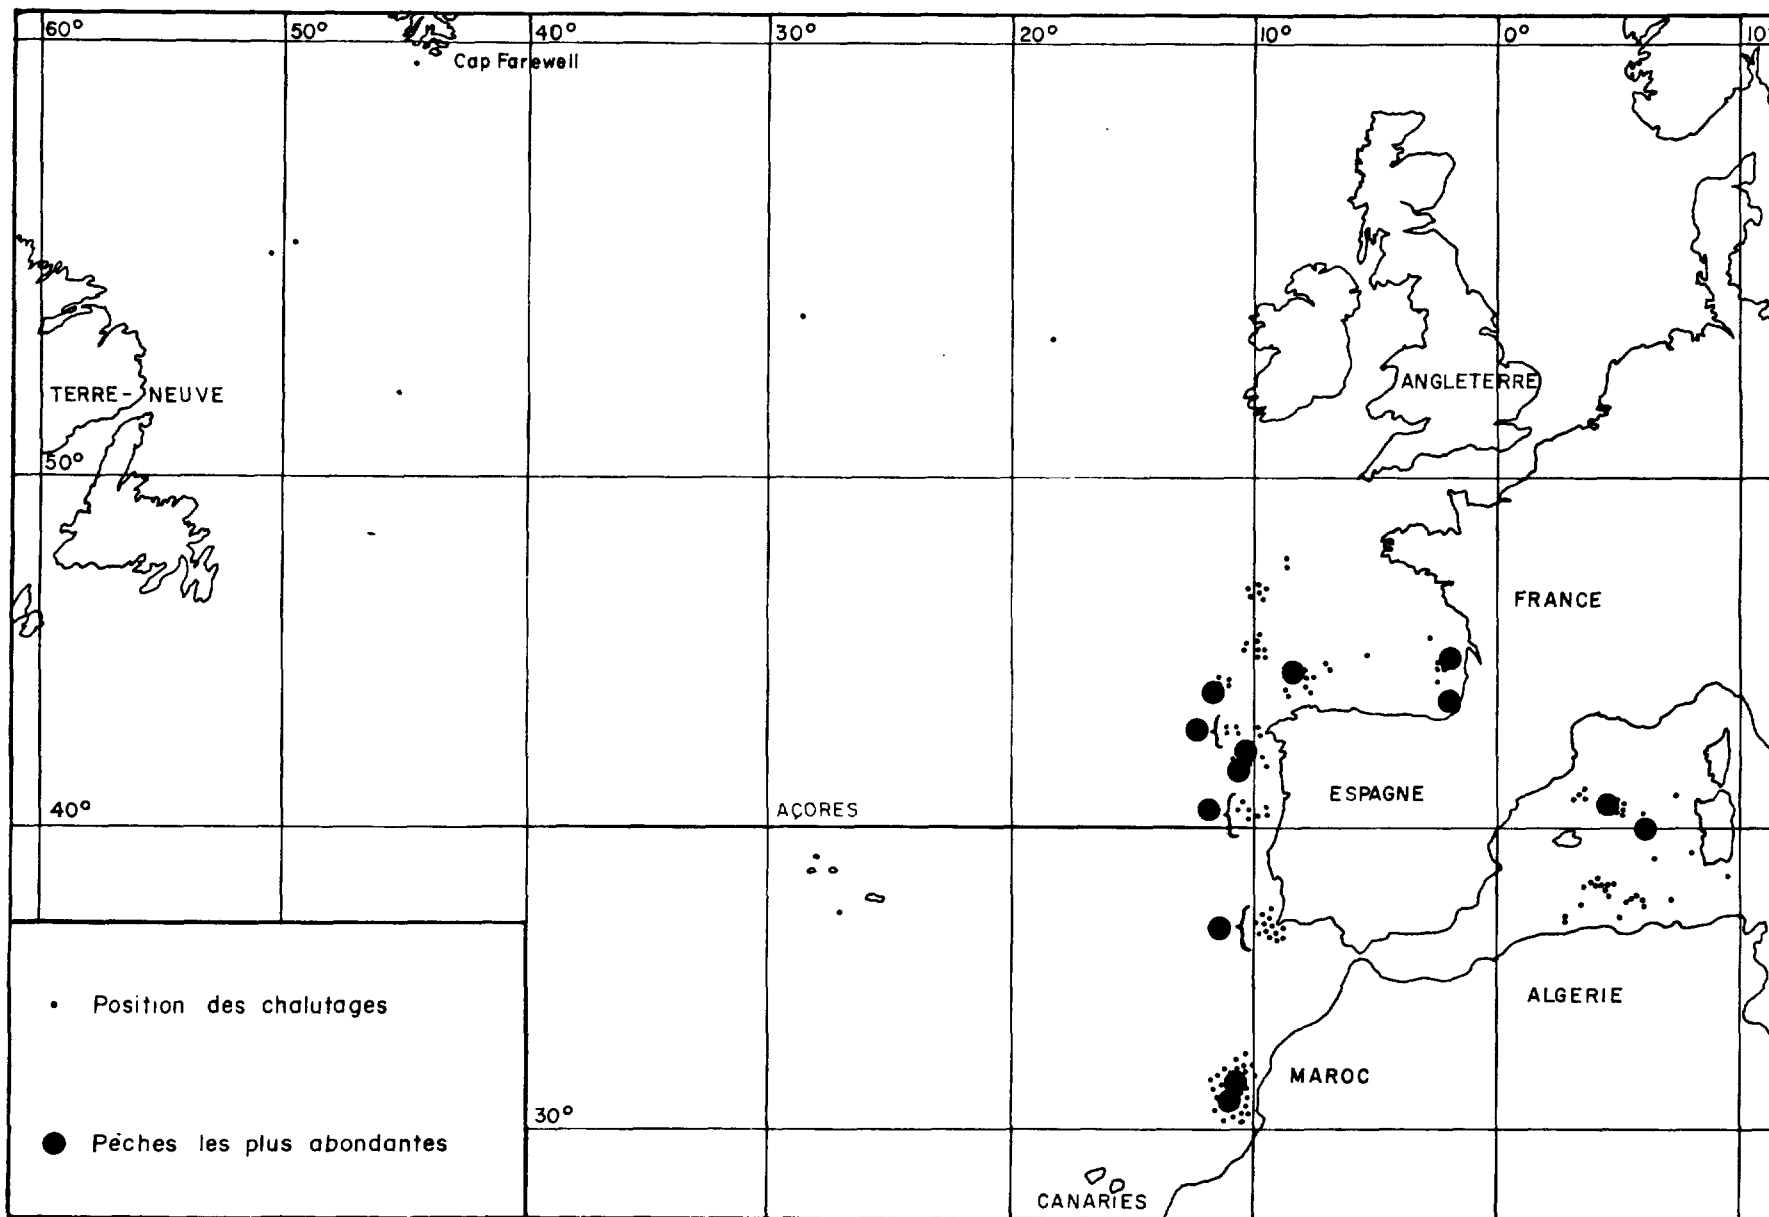 60° 50° 40° 30° 20° 10° 0° 10°
Cap Farewell
TERRE-NEUVE
ANGLETERRE
50°
FRANCE
ESPAGNE
40°
AÇORES
ALGERIE
Position des chalutages
MAROC
30°
Pêches les plus abondantes
CANARIES